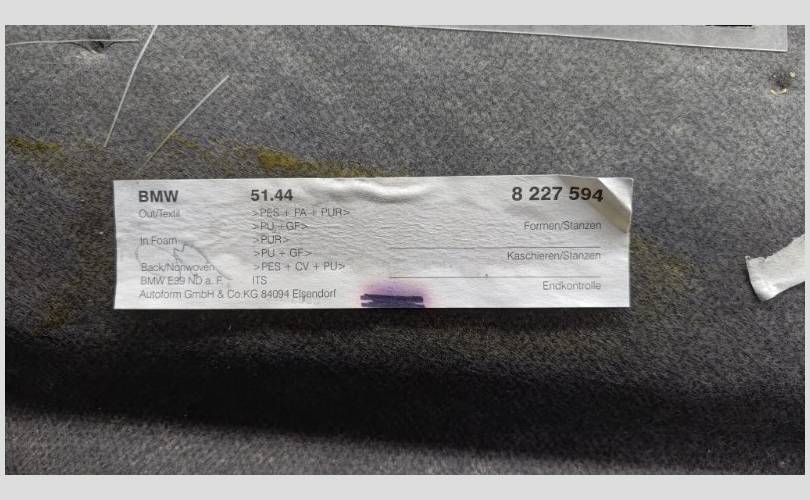 BMW 51.44 8 227 594
Out/Textil >PES + PA + PUR>
>PU+GF> Formen/Stanzen
In.Foam >PUR>
>PU + GF> Kaschieren/Stanzen
Back/Nonwoven >PES + CV + PU>
BMW E39 ND a. F. ITS Endkontrolle
Autoform GmbH & Co.KG 84094 Elsendorf